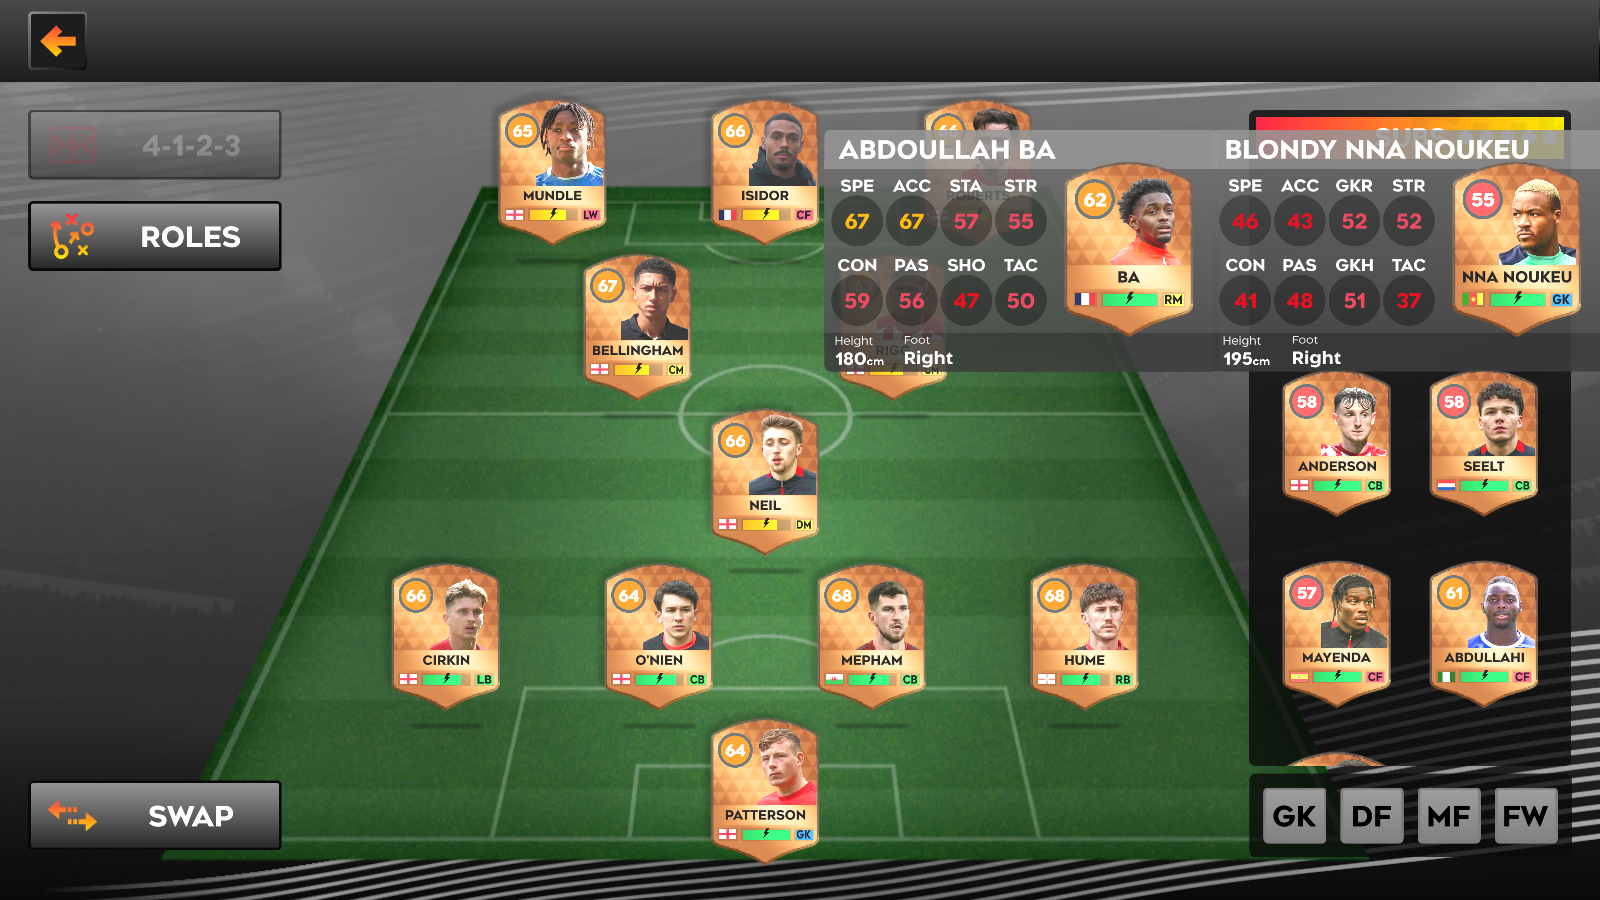 4-1-2-3
ROLES
SWAP
65
MUNDLE
LW
66
ISIDOR
CF
66
ROBERTS
ABDOULLAH BA
SPE ACC STA STR
67 67 57 55
CON PAS SHO TAC
59 56 47 50
Height Foot
180cm Right
62
BA
RM
SUBS
BLONDY NNA NOUKEU
SPE ACC GKR STR
46 43 52 52
CON PAS GKH TAC
41 48 51 37
Height Foot
195cm Right
55
NNA NOUKEU
GK
67
BELLINGHAM
CM
RIGG
CM
66
NEIL
DM
66
CIRKIN
LB
64
O'NIEN
CB
68
MEPHAM
CB
68
HUME
RB
64
PATTERSON
GK
58
ANDERSON
CB
58
SEELT
CB
57
MAYENDA
CF
61
ABDULLAHI
CF
GK DF MF FW